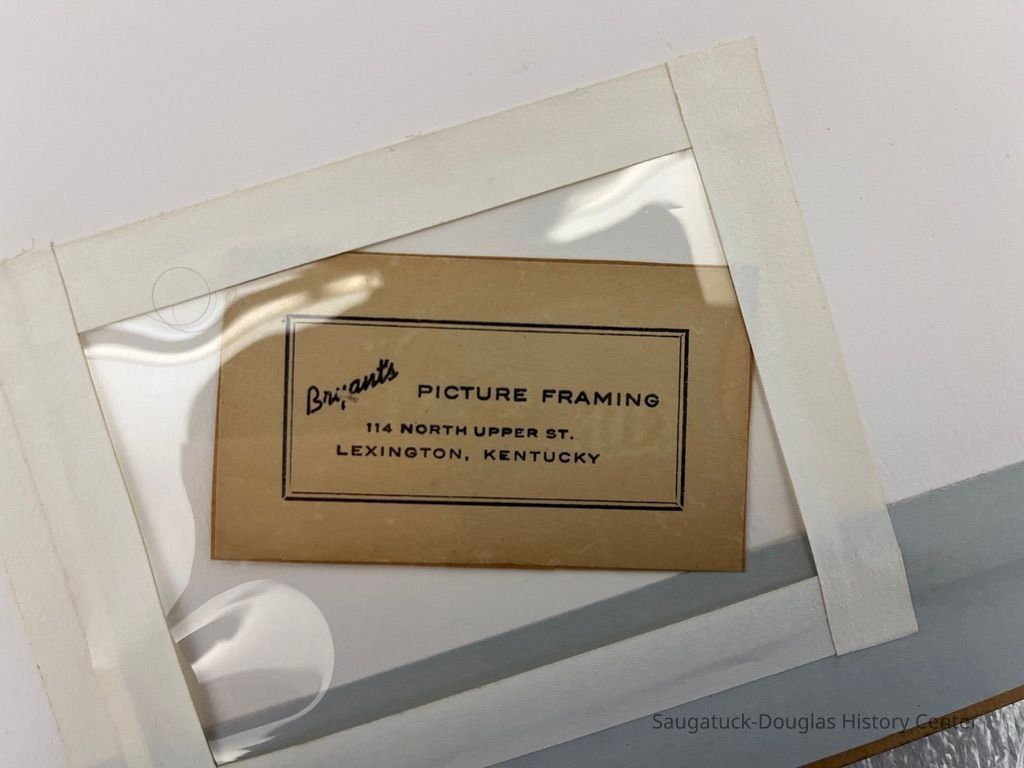 Bryant's PICTURE FRAMING
114 NORTH UPPER ST.
LEXINGTON, KENTUCKY
Saugatuck-Douglas History Center